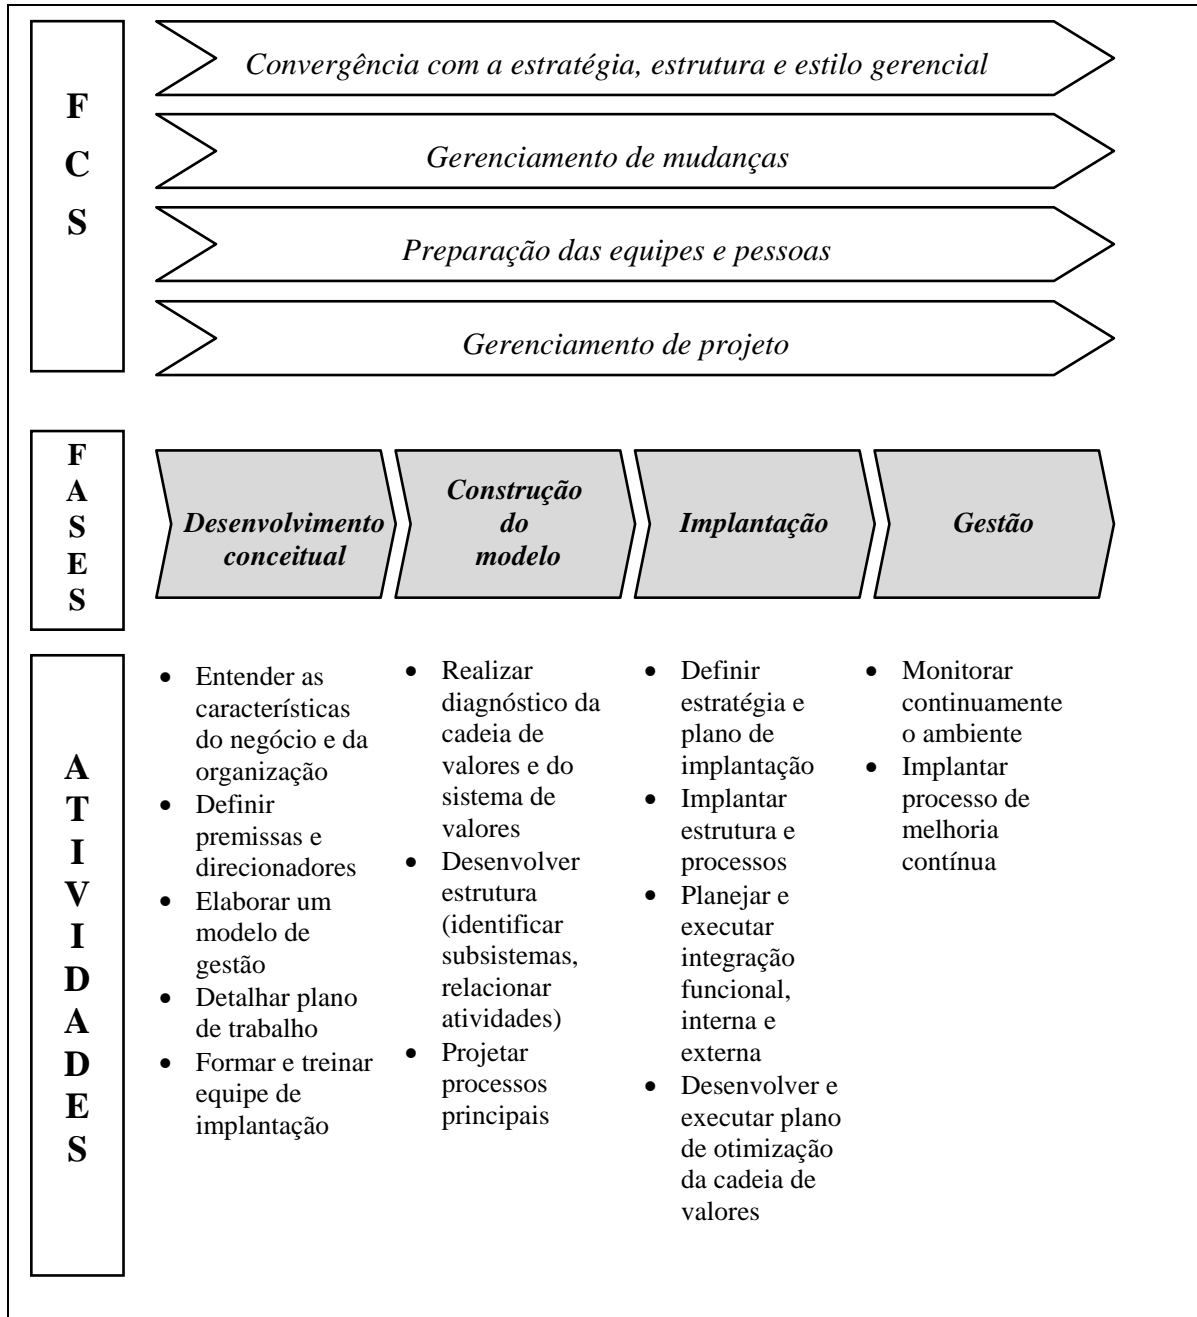 F
C
S
Convergência com a estratégia, estrutura e estilo gerencial
Gerenciamento de mudanças
Preparação das equipes e pessoas
Gerenciamento de projeto
F
A
S
E
S
Desenvolvimento
conceitual
Construção
do
modelo
Implantação
Gestão
A
T
I
V
I
D
A
D
E
S
• Entender as
características
do negócio e da
organização
• Definir
premissas e
direcionadores
• Elaborar um
modelo de
gestão
• Detalhar plano
de trabalho
• Formar e treinar
equipe de
implantação
• Realizar
diagnóstico da
cadeia de
valores e do
sistema de
valores
• Desenvolver
estrutura
(identificar
subsistemas,
relacionar
atividades)
• Projetar
processos
principais
• Definir
estratégia e
plano de
implantação
• Implantar
estrutura e
processos
• Planejar e
executar
integração
funcional,
interna e
externa
• Desenvolver e
executar plano
de otimização
da cadeia de
valores
• Monitorar
continuamente
o ambiente
• Implantar
processo de
melhoria
contínua